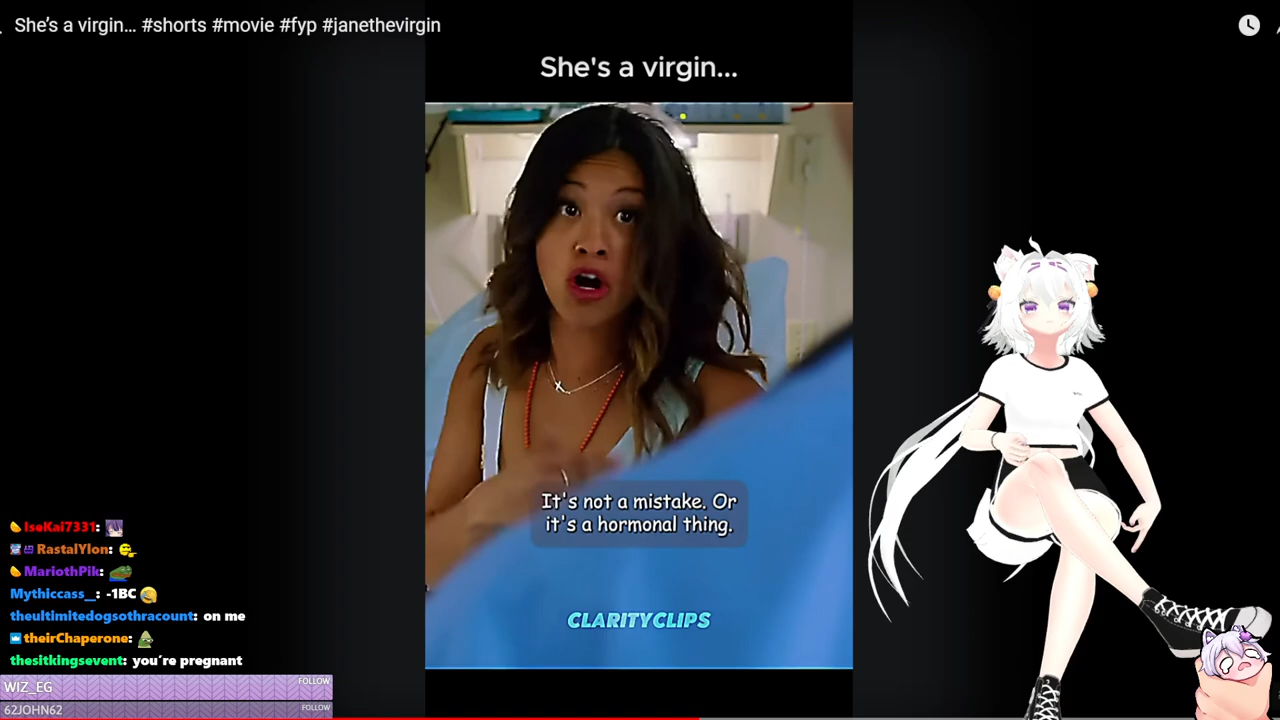 She's a virgin... #shorts #movie #fyp #janethevirgin
She's a virgin...
It's not a mistake. Or
it's a hormonal thing.
CLARITYCLIPS
IseKal7331:
RastalYlon:
MariothPik:
Mythiccass_: -1BC
theultimitedogsothracount: on me
theirChaperone:
thesitkingsevent: you're pregnant
WIZ_EG FOLLOW
62JOHN62 FOLLOW